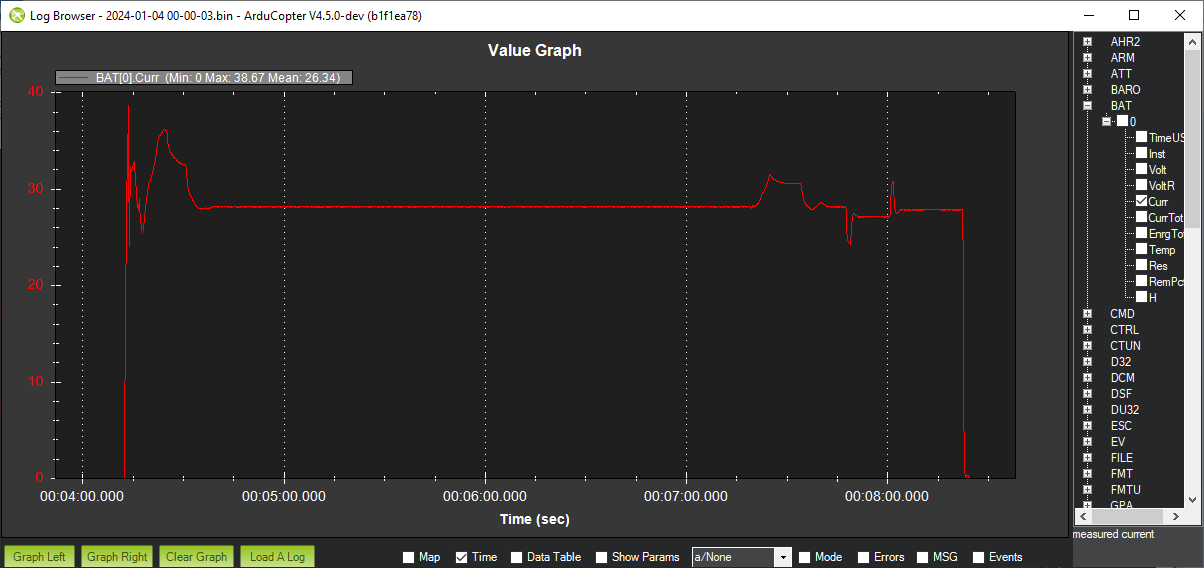 Log Browser - 2024-01-04 00-00-03.bin - ArduCopter V4.5.0-dev (b1f1ea78)
Value Graph
BAT[0].Curr (Min: 0 Max: 38.67 Mean: 26.34)
40
30
20
10
0
00:04:00.000 00:05:00.000 00:06:00.000 00:07:00.000 00:08:00.000
Time (sec)
AHR2
ARM
ATT
BARO
BAT
0
TimeUS
Inst
Volt
VoltR
Curr
CurrTot
EnrgTo
Temp
Res
RemPc
H
CMD
CTRL
CTUN
D32
DCM
DSF
DU32
ESC
EV
FILE
FMT
FMTU
GPA
measured current
Graph Left Graph Right Clear Graph Load A Log Map Time Data Table Show Params a/None Mode Errors MSG Events